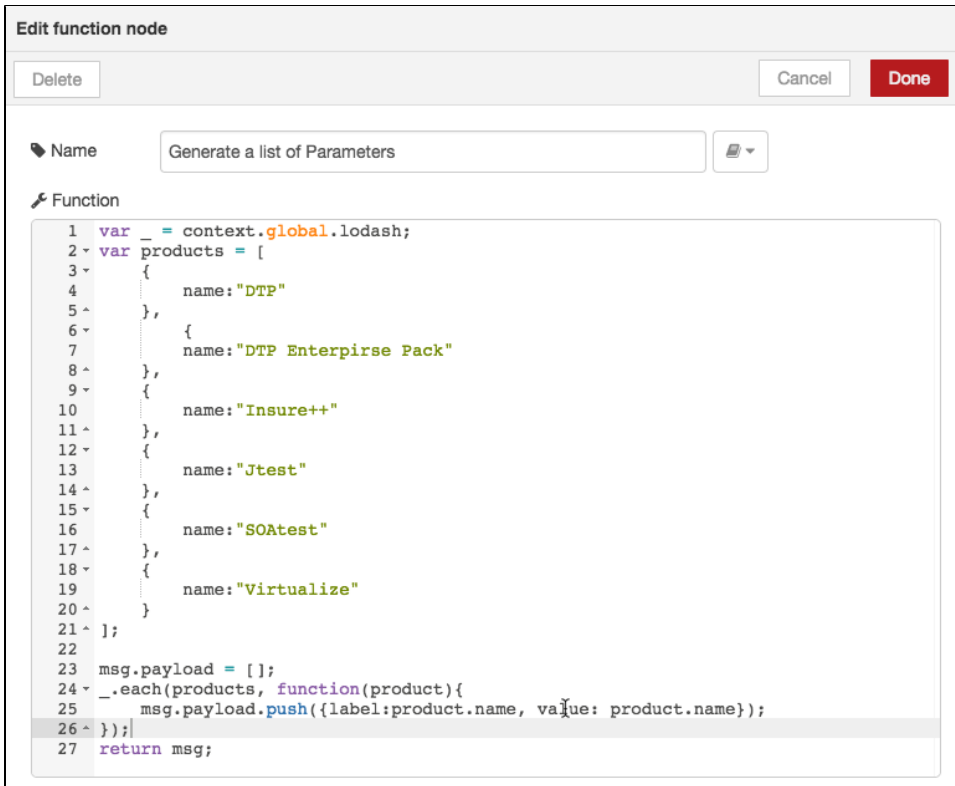 Edit function node
Delete
Cancel
Done
Name
Generate a list of Parameters
Function
1 var _ = context.global.lodash;
2 var products = [
3 {
4 name:"DTP"
5 },
6 {
7 name:"DTP Enterpirse Pack"
8 },
9 {
10 name:"Insure++"
11 },
12 {
13 name:"Jtest"
14 },
15 {
16 name:"SOAtest"
17 },
18 {
19 name:"Virtualize"
20 }
21 ];
22
23 msg.payload = [];
24 _.each(products, function(product){
25 msg.payload.push({label:product.name, value: product.name});
26 });
27 return msg;